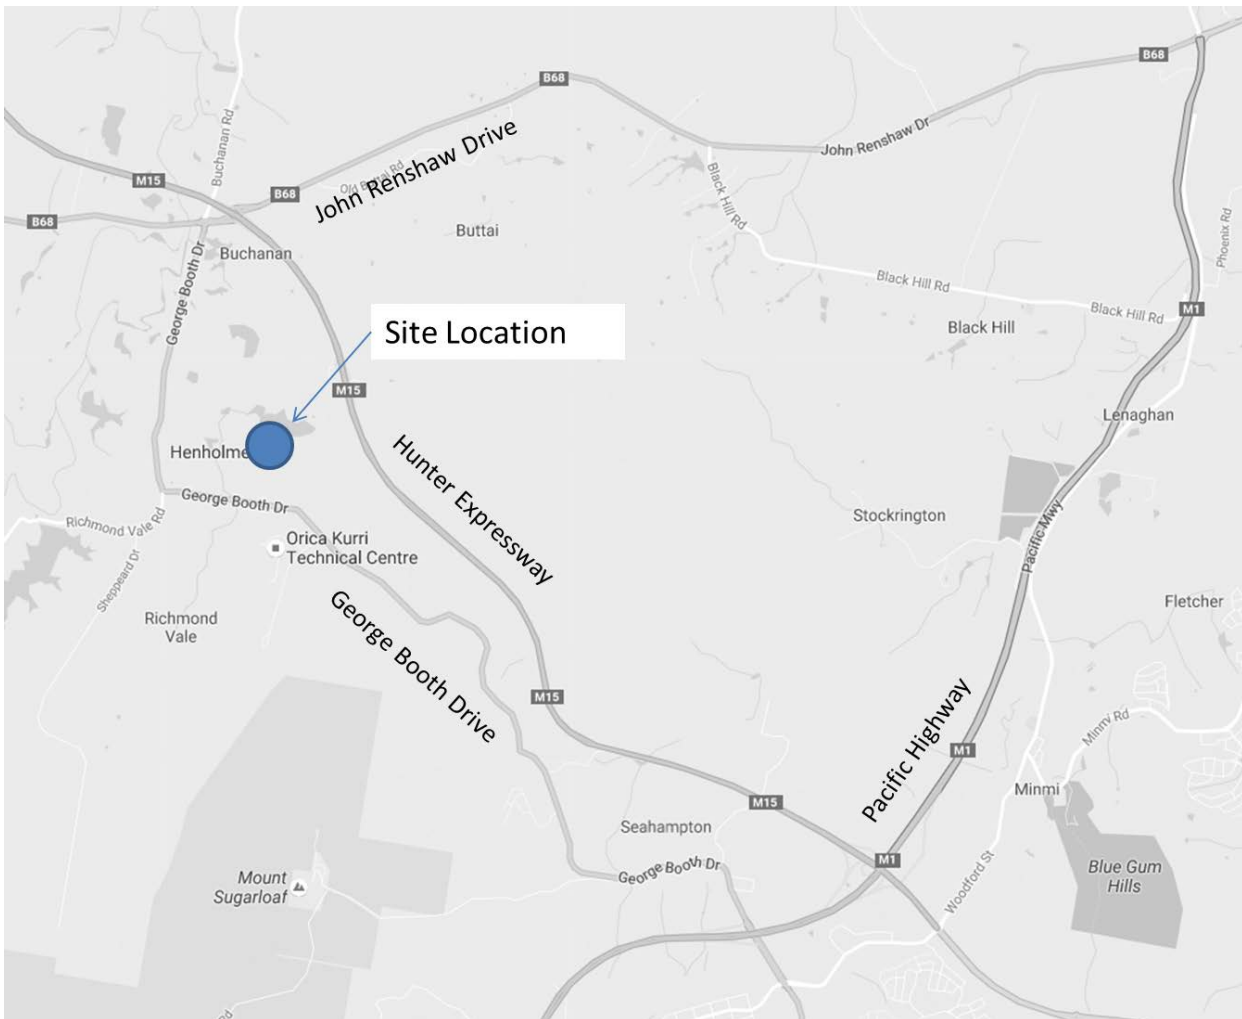 B68
B68
John Renshaw Dr
Buchanan Rd
John Renshaw Drive
M15
Old Buttai Rd
Black Hill Rd
B68
B68
Buttai
Phoenix Rd
Buchanan
George Booth Dr
Black Hill Rd
Black Hill Rd
M1
Site Location
Black Hill
M15
Lenaghan
Henholme
Hunter Expressway
George Booth Dr
Richmond Vale Rd
Stockrington
Pacific Mwy
Orica Kurri
Technical Centre
Sheppeard Dr
Fletcher
Richmond
Vale
George Booth Drive
M15
Pacific Highway
Minmi Rd
M1
Minmi
M15
Seahampton
M1
George Booth Dr
Mount
Sugarloaf
Woodford St
Blue Gum
Hills
Rd